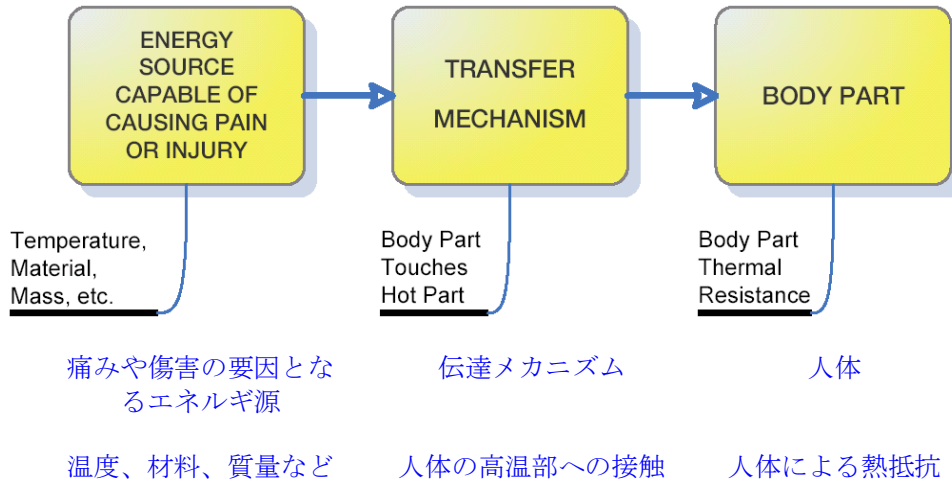 ENERGY
SOURCE
CAPABLE OF
CAUSING PAIN
OR INJURY
TRANSFER
MECHANISM
BODY PART
Temperature,
Material,
Mass, etc.
Body Part
Touches
Hot Part
Body Part
Thermal
Resistance
痛みや傷害の要因とな
るエネルギ源
伝達メカニズム
人体
温度、材料、質量など
人体の高温部への接触
人体による熱抵抗